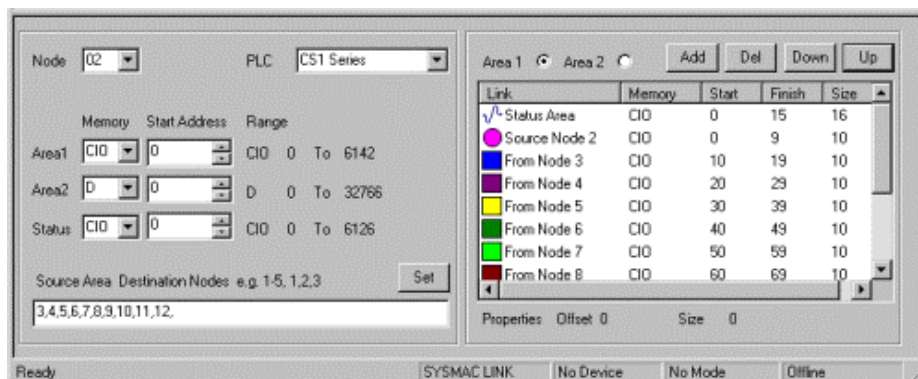 Node 02 PLC CS1 Series
Memory Start Address Range
Area1 CIO 0 CIO 0 To 6142
Area2 D 0 D 0 To 32766
Status CIO 0 CIO 0 To 6126
Source Area Destination Nodes e.g. 1-5, 1,2,3 Set
3,4,5,6,7,8,9,10,11,12,
Area 1 Area 2 Add Del Down Up
Link Memory Start Finish Size
Status Area CIO 0 15 16
Source Node 2 CIO 0 9 10
From Node 3 CIO 10 19 10
From Node 4 CIO 20 29 10
From Node 5 CIO 30 39 10
From Node 6 CIO 40 49 10
From Node 7 CIO 50 59 10
From Node 8 CIO 60 69 10
Properties Offset 0 Size 0
Ready SYSMAC LINK No Device No Mode Offline